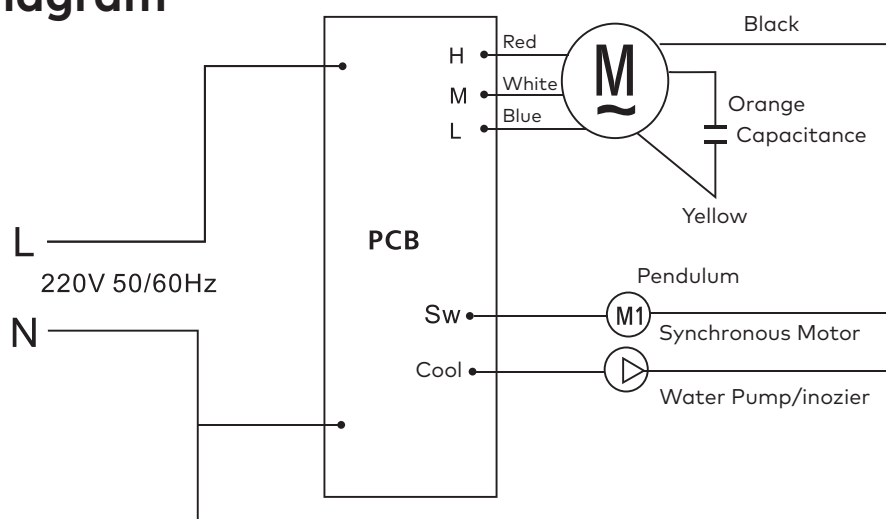 Black
H Red
M White
L Blue
M
~
Orange
Capacitance
Yellow
L
220V 50/60Hz
N
PCB
Pendulum
Sw
M1
Synchronous Motor
Cool
Water Pump/inozier